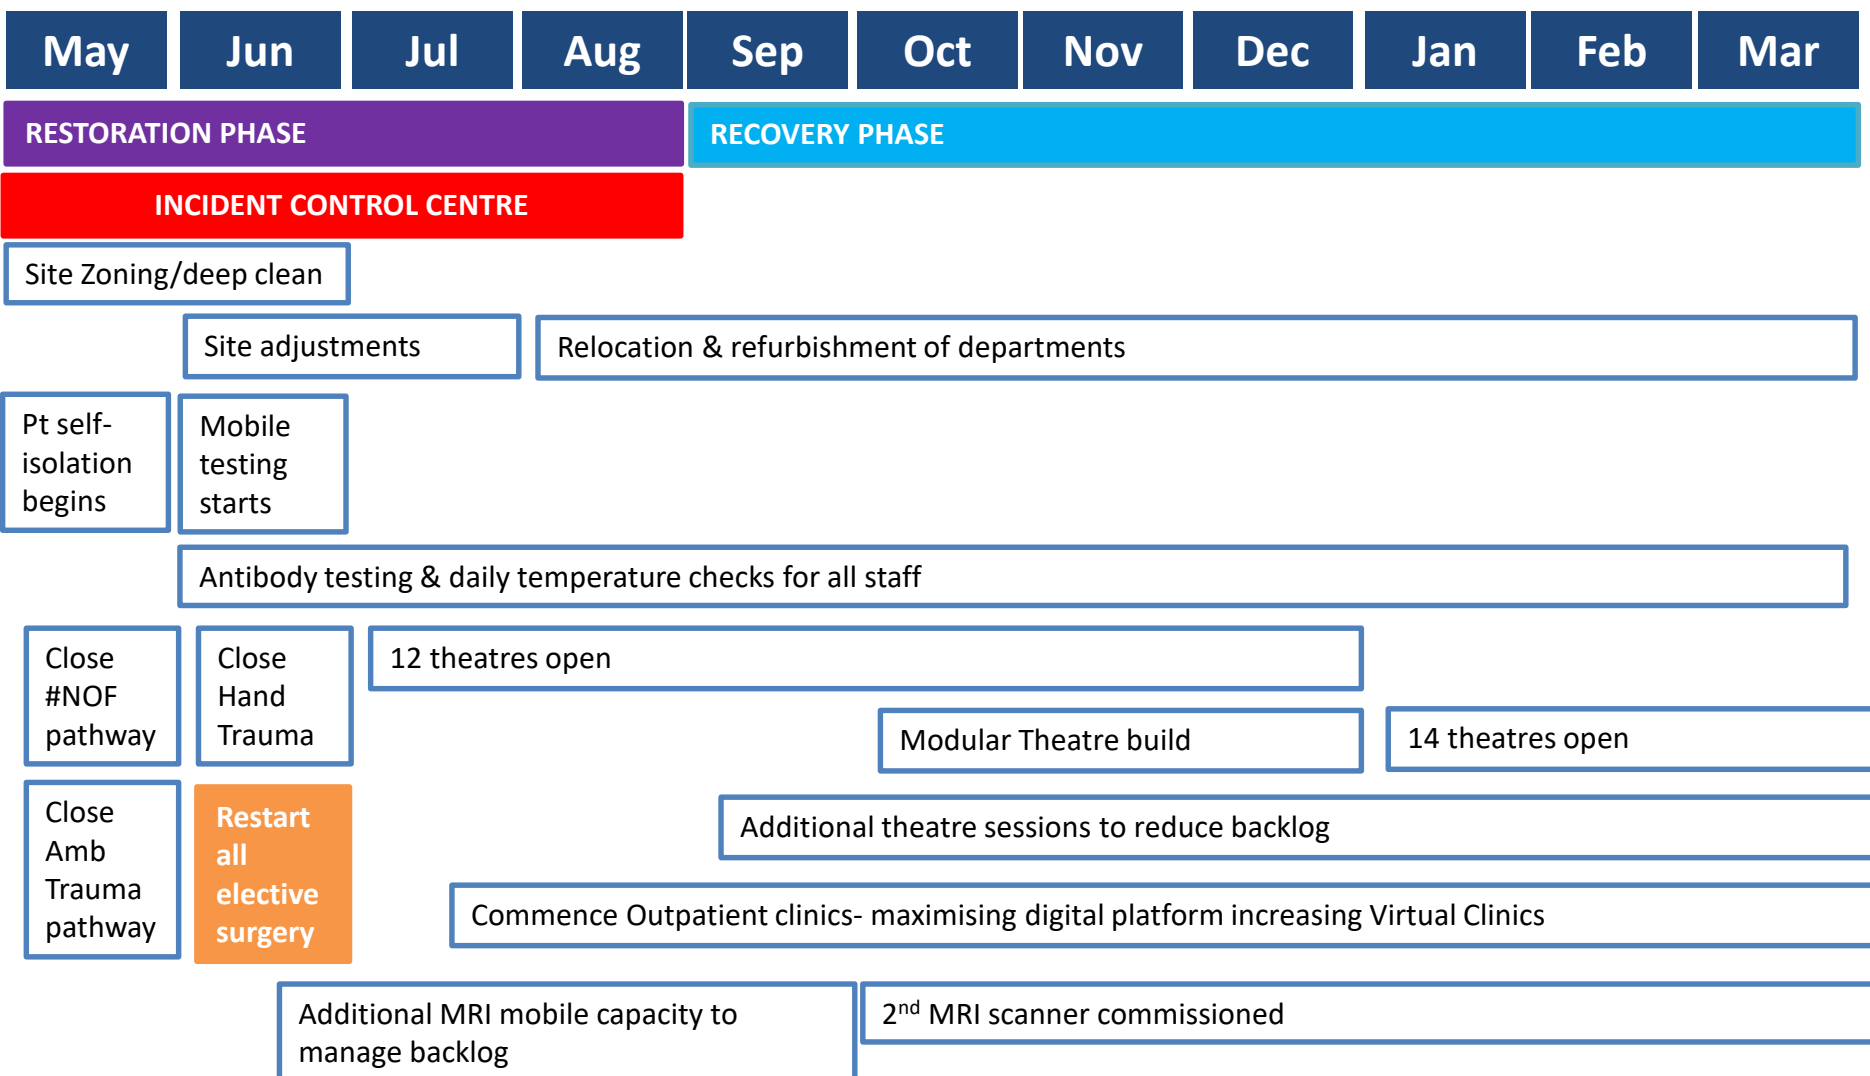 May Jun Jul Aug Sep Oct Nov Dec Jan Feb Mar
RESTORATION PHASE
RECOVERY PHASE
INCIDENT CONTROL CENTRE
Site Zoning/deep clean
Site adjustments
Relocation & refurbishment of departments
Pt self-
isolation
begins
Mobile
testing
starts
Antibody testing & daily temperature checks for all staff
Close
#NOF
pathway
Close
Hand
Trauma
12 theatres open
Modular Theatre build
14 theatres open
Close
Amb
Trauma
pathway
Restart
all
elective
surgery
Additional theatre sessions to reduce backlog
Commence Outpatient clinics- maximising digital platform increasing Virtual Clinics
Additional MRI mobile capacity to
manage backlog
2nd MRI scanner commissioned